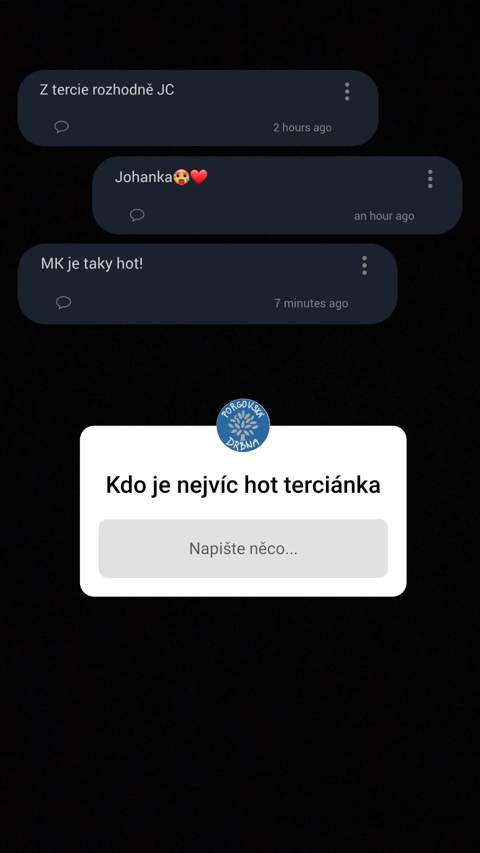 Z tercie rozhodně JC
2 hours ago
Johanka🥵❤️
an hour ago
MK je taky hot!
7 minutes ago
PORGOVSKÁ
DRBNA
Kdo je nejvíc hot terciánka
Napište něco...